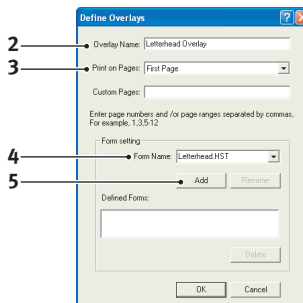 Define Overlays
2 Overlay Name: Letterhead Overlay
3 Print on Pages: First Page
Custom Pages:
Enter page numbers and /or page ranges separated by commas,
For example, 1,3,5-12
Form setting
4 Form Name: Letterhead.HST
5 Add Rename
Defined Forms:
Delete
OK Cancel